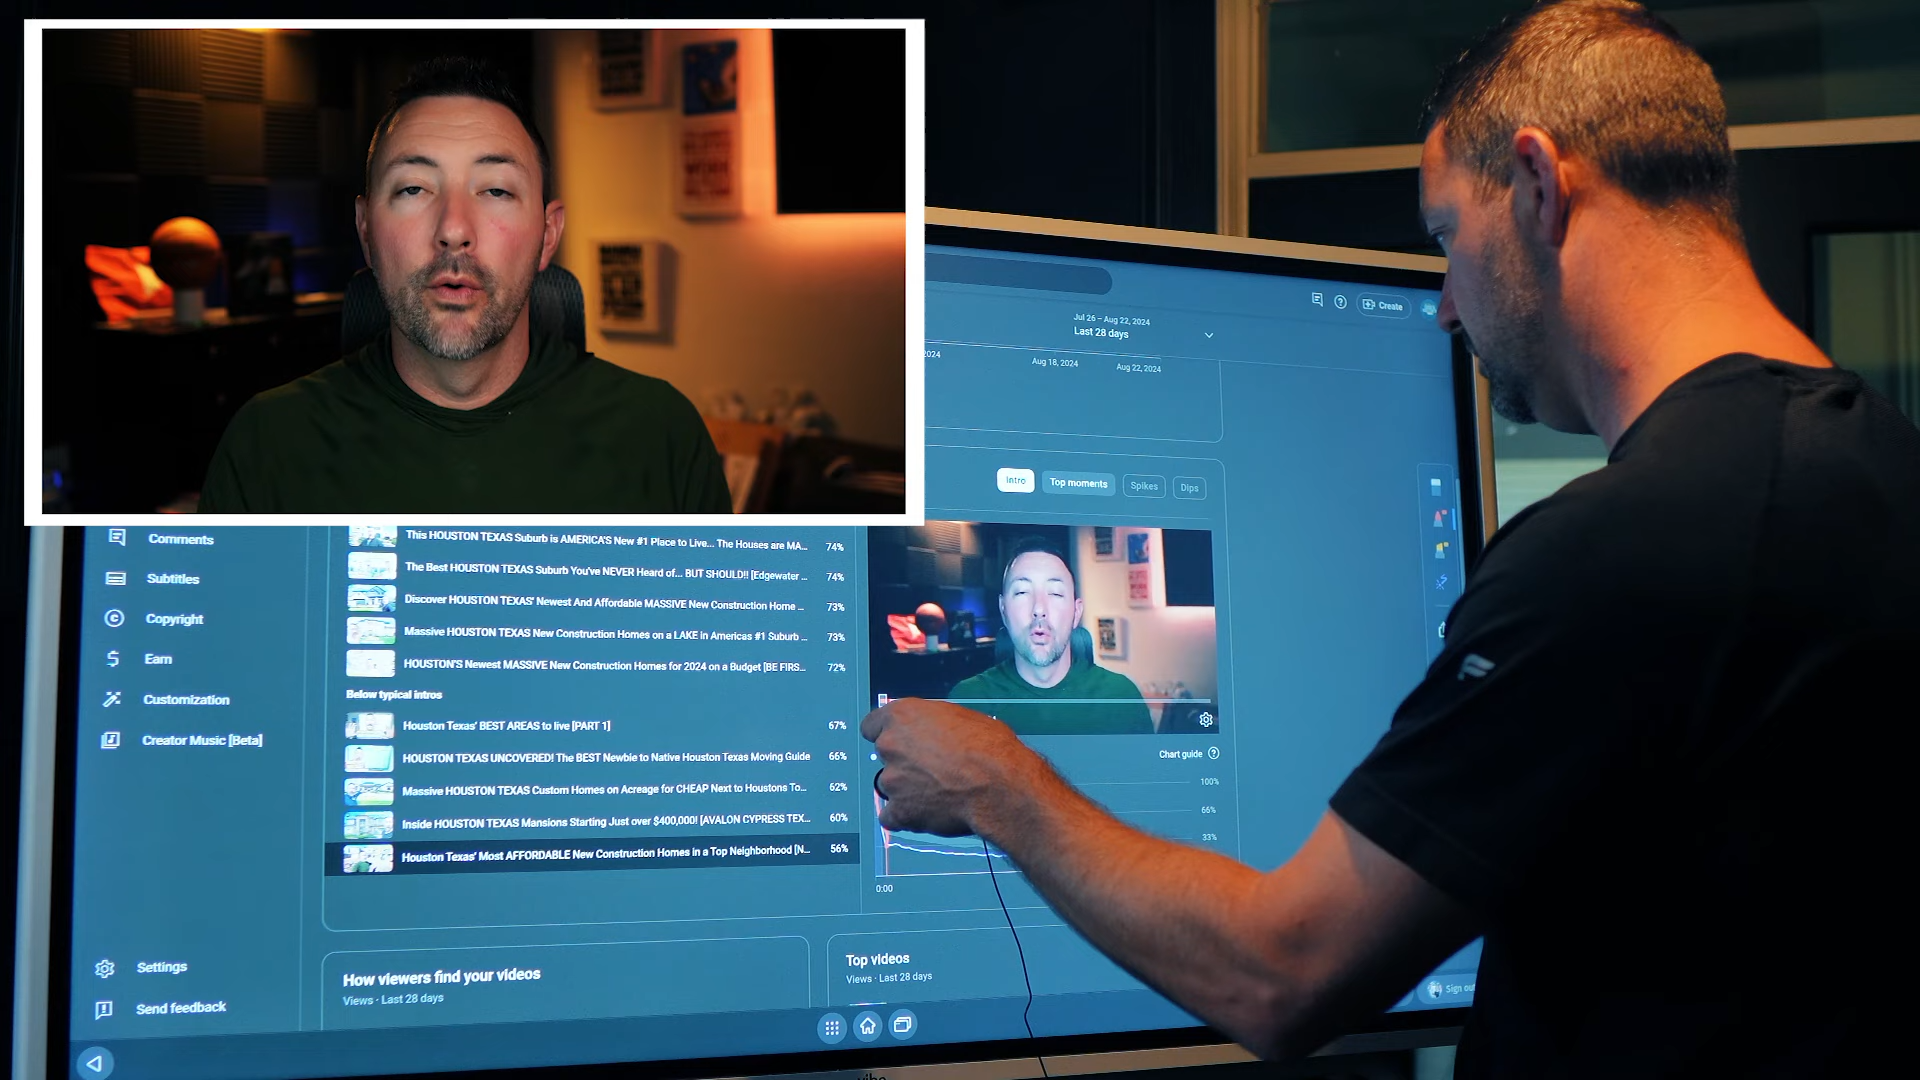 Create
Jul 26 – Aug 22, 2024
Last 28 days
2024
Aug 18, 2024
Aug 22, 2024
Intro
Top moments
Spikes
Dips
Comments
Subtitles
Copyright
Earn
Customization
Creator Music [Beta]
Settings
Send feedback
This HOUSTON TEXAS Suburb is AMERICA'S New #1 Place to Live... The Houses are MA... 74%
The Best HOUSTON TEXAS Suburb You've NEVER Heard of... BUT SHOULD!! [Edgewater ... 74%
Discover HOUSTON TEXAS' Newest And Affordable MASSIVE New Construction Home ... 73%
Massive HOUSTON TEXAS New Construction Homes on a LAKE in Americas #1 Suburb ... 73%
HOUSTON'S Newest MASSIVE New Construction Homes for 2024 on a Budget [BE FIRS... 72%
Below typical intros
Houston Texas' BEST AREAS to live [PART 1] 67%
HOUSTON TEXAS UNCOVERED! The BEST Newbie to Native Houston Texas Moving Guide 66%
Massive HOUSTON TEXAS Custom Homes on Acreage for CHEAP Next to Houstons To... 62%
Inside HOUSTON TEXAS Mansions Starting Just over $400,000! [AVALON CYPRESS TEX... 60%
Houston Texas' Most AFFORDABLE New Construction Homes in a Top Neighborhood [N... 56%
Chart guide
100%
66%
33%
0:00
How viewers find your videos
Views · Last 28 days
Top videos
Views · Last 28 days
Sign out
vibe